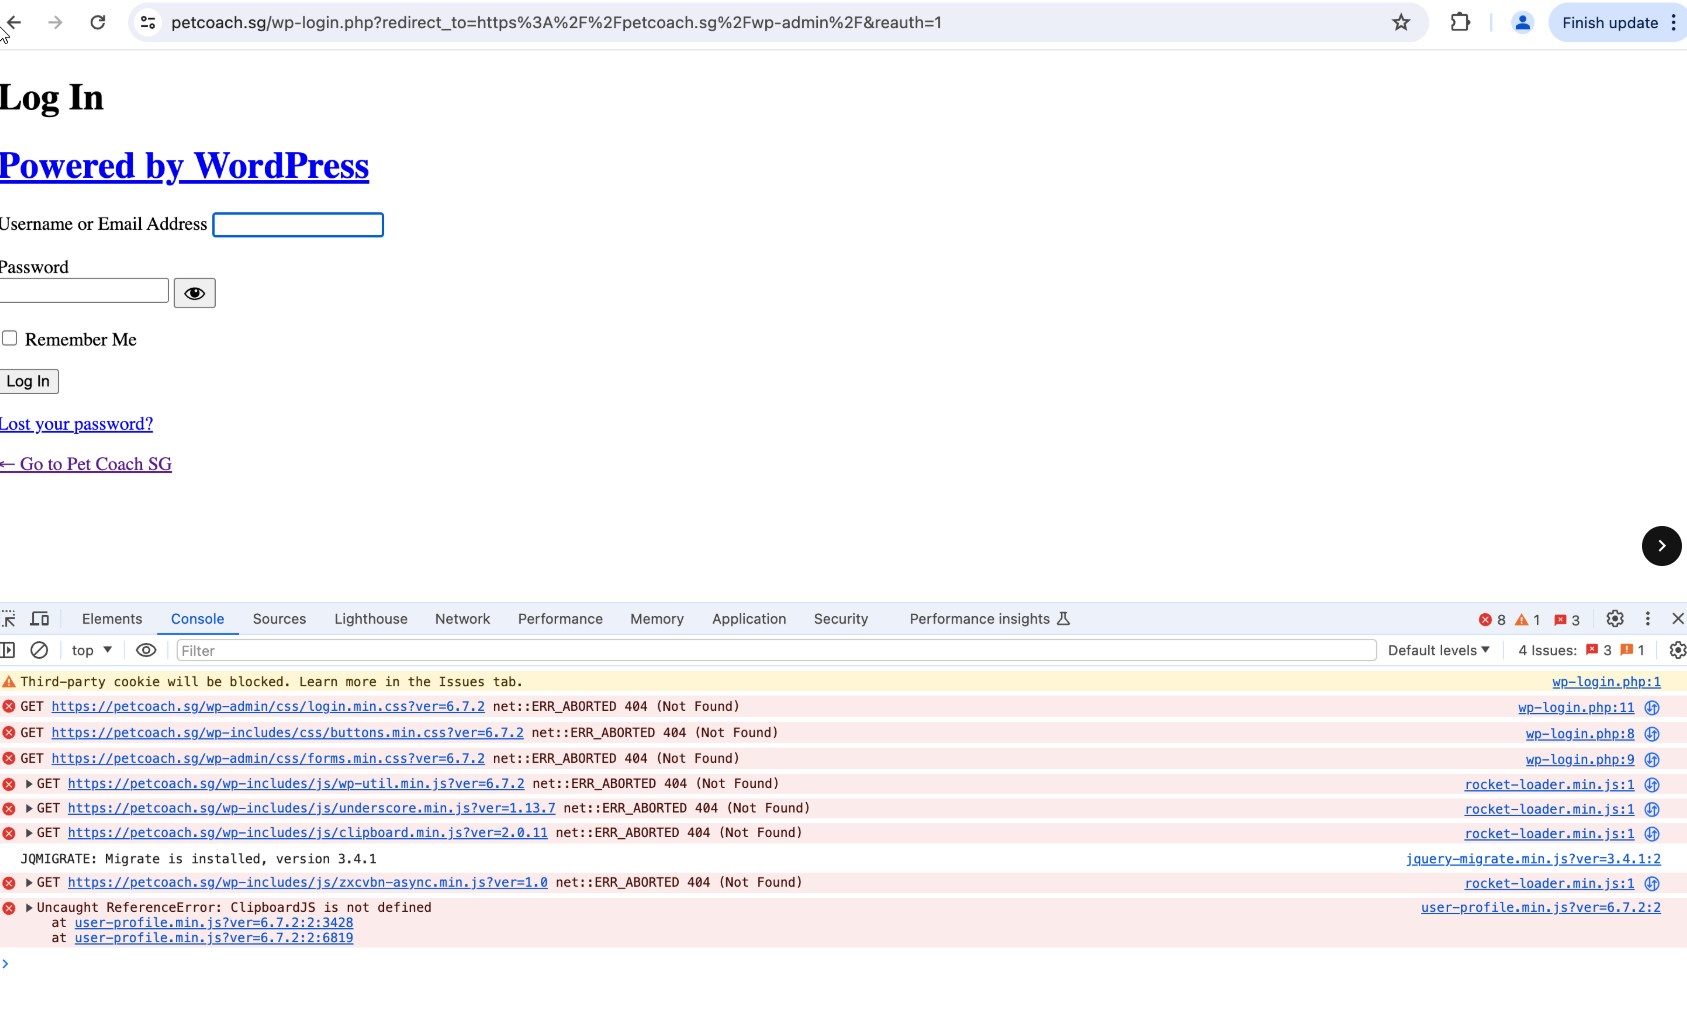 petcoach.sg/wp-login.php?redirect_to=https%3A%2F%2Fpetcoach.sg%2Fwp-admin%2F&reauth=1
Finish update
Log In
Powered by WordPress
Username or Email Address
Password
Remember Me
Log In
Lost your password?
← Go to Pet Coach SG
Elements Console Sources Lighthouse Network Performance Memory Application Security Performance insights 8 1 3
top Filter Default levels 4 Issues: 3 1
Third-party cookie will be blocked. Learn more in the Issues tab. wp-login.php:1
GET https://petcoach.sg/wp-admin/css/login.min.css?ver=6.7.2 net::ERR_ABORTED 404 (Not Found) wp-login.php:11
GET https://petcoach.sg/wp-includes/css/buttons.min.css?ver=6.7.2 net::ERR_ABORTED 404 (Not Found) wp-login.php:8
GET https://petcoach.sg/wp-admin/css/forms.min.css?ver=6.7.2 net::ERR_ABORTED 404 (Not Found) wp-login.php:9
GET https://petcoach.sg/wp-includes/js/wp-util.min.js?ver=6.7.2 net::ERR_ABORTED 404 (Not Found) rocket-loader.min.js:1
GET https://petcoach.sg/wp-includes/js/underscore.min.js?ver=1.13.7 net::ERR_ABORTED 404 (Not Found) rocket-loader.min.js:1
GET https://petcoach.sg/wp-includes/js/clipboard.min.js?ver=2.0.11 net::ERR_ABORTED 404 (Not Found) rocket-loader.min.js:1
JQMIGRATE: Migrate is installed, version 3.4.1 jquery-migrate.min.js?ver=3.4.1:2
GET https://petcoach.sg/wp-includes/js/zxcvbn-async.min.js?ver=1.0 net::ERR_ABORTED 404 (Not Found) rocket-loader.min.js:1
Uncaught ReferenceError: ClipboardJS is not defined user-profile.min.js?ver=6.7.2:2
at user-profile.min.js?ver=6.7.2:2:3428
at user-profile.min.js?ver=6.7.2:2:6819